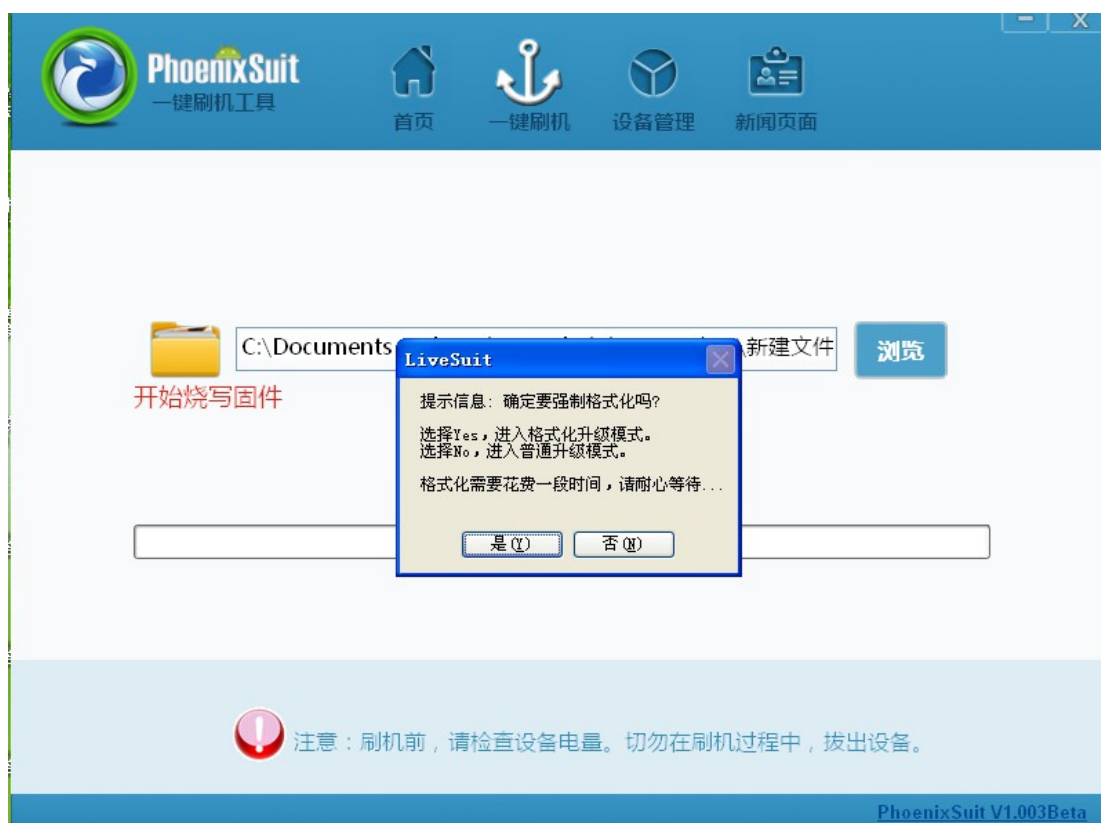 PhoenixSuit
一键刷机工具
首页
一键刷机
设备管理
新闻页面
C:\Documents
\新建文件
浏览
开始烧写固件
LiveSuit
提示信息: 确定要强制格式化吗?
选择Yes，进入格式化升级模式。
选择No，进入普通升级模式。
格式化需要花费一段时间，请耐心等待...
是(Y)
否(N)
注意：刷机前，请检查设备电量。切勿在刷机过程中，拔出设备。
PhoenixSuit V1.003Beta